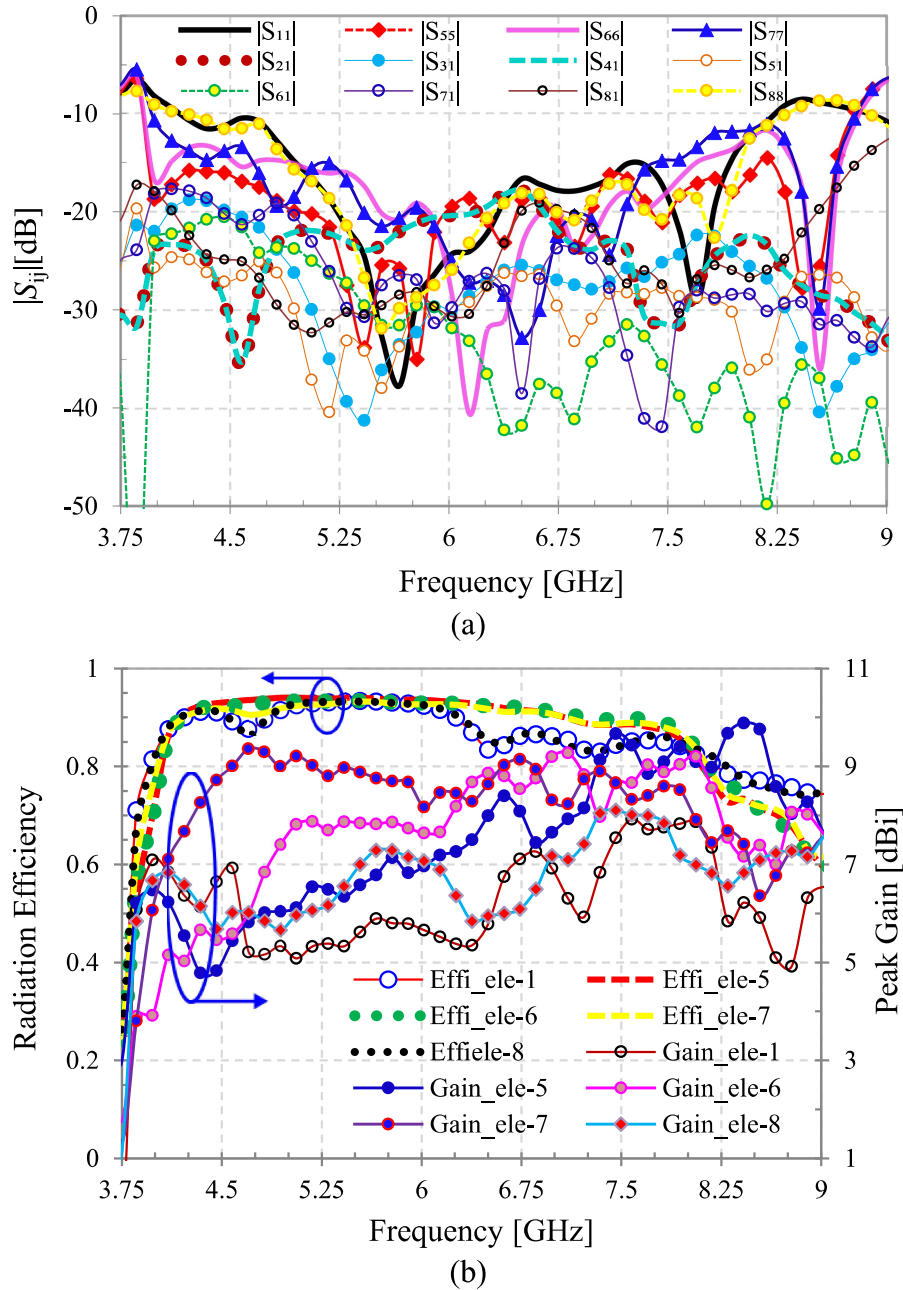 |S11| |S55| |S66| |S77|
|S21| |S31| |S41| |S51|
|S61| |S71| |S81| |S88|
0
-10
-20
-30
-40
-50
|Sij|[dB]
3.75 4.5 5.25 6 6.75 7.5 8.25 9
Frequency [GHz]
(a)
1
0.8
0.6
0.4
0.2
0
Radiation Efficiency
11
9
7
5
3
1
Peak Gain [dBi]
Effi_ele-1 Effi_ele-5
Effi_ele-6 Effi_ele-7
Effiele-8 Gain_ele-1
Gain_ele-5 Gain_ele-6
Gain_ele-7 Gain_ele-8
3.75 4.5 5.25 6 6.75 7.5 8.25 9
Frequency [GHz]
(b)